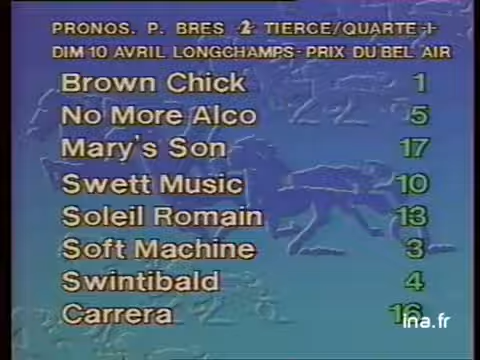 PRONOS. P. BRES 2 TIERCE/QUARTE+
DIM 10 AVRIL LONGCHAMPS- PRIX DU BEL AIR
Brown Chick 1
No More Alco 5
Mary's Son 17
Swett Music 10
Soleil Romain 13
Soft Machine 3
Swintibald 4
Carrera 16
ina.fr